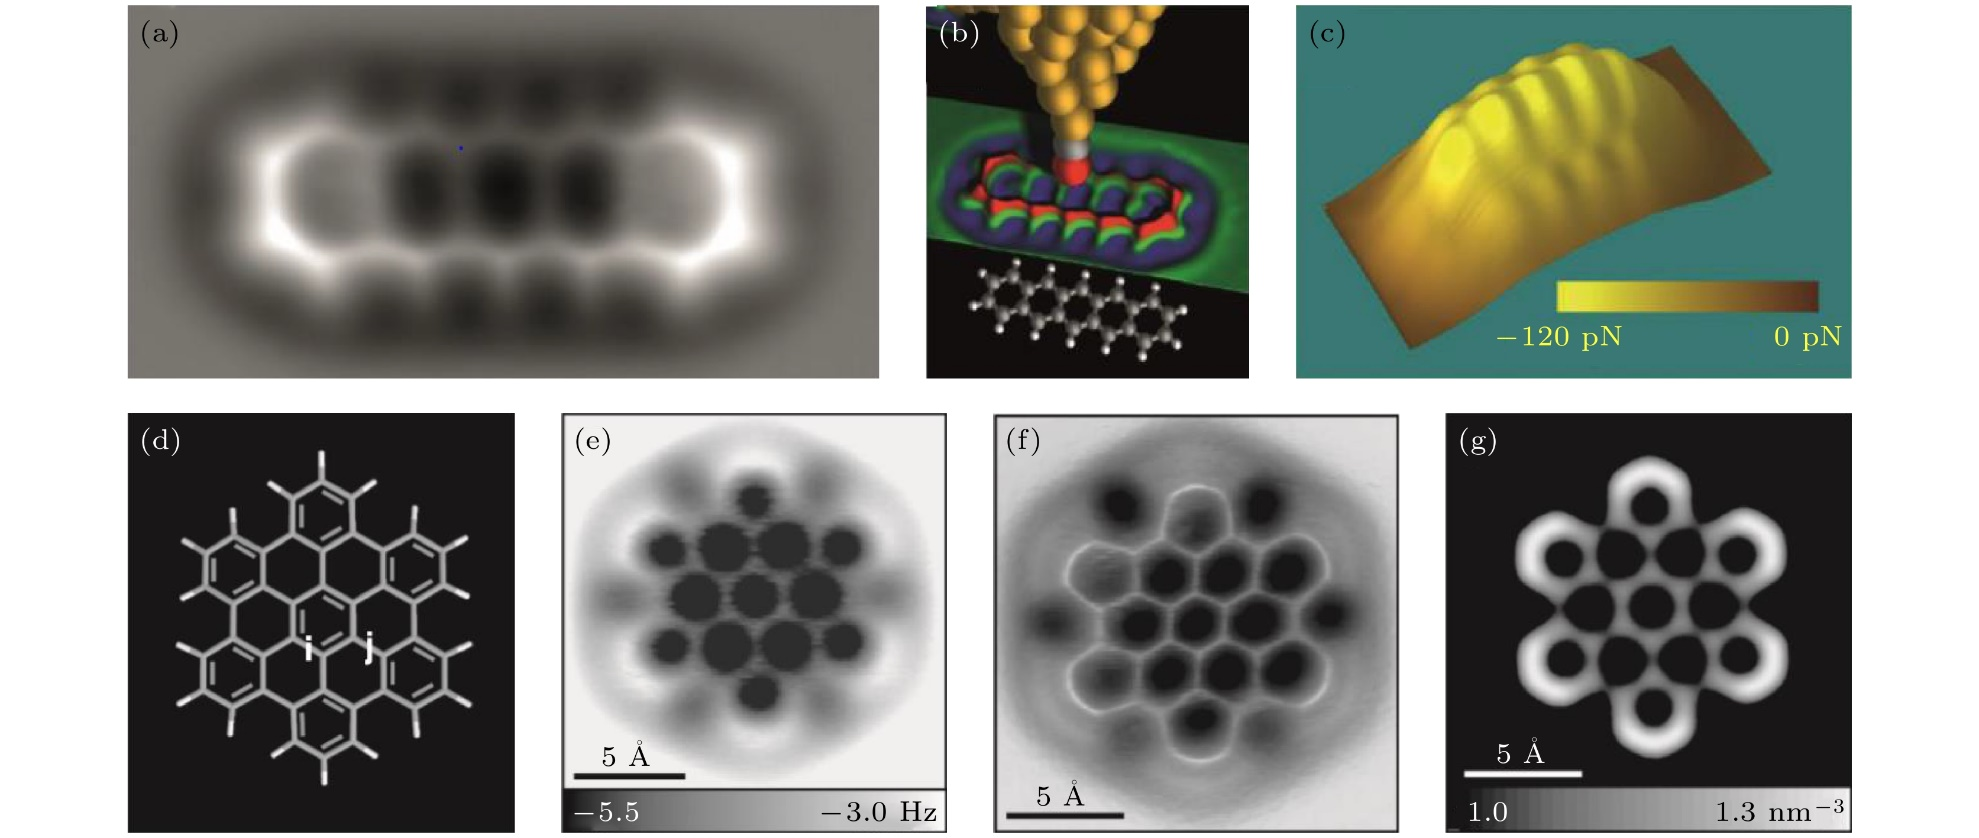 (a)
(b)
(c)
−120 pN
0 pN
(d)
i
j
(e)
5 Å
−5.5
−3.0 Hz
(f)
5 Å
(g)
5 Å
1.0
1.3 nm⁻³